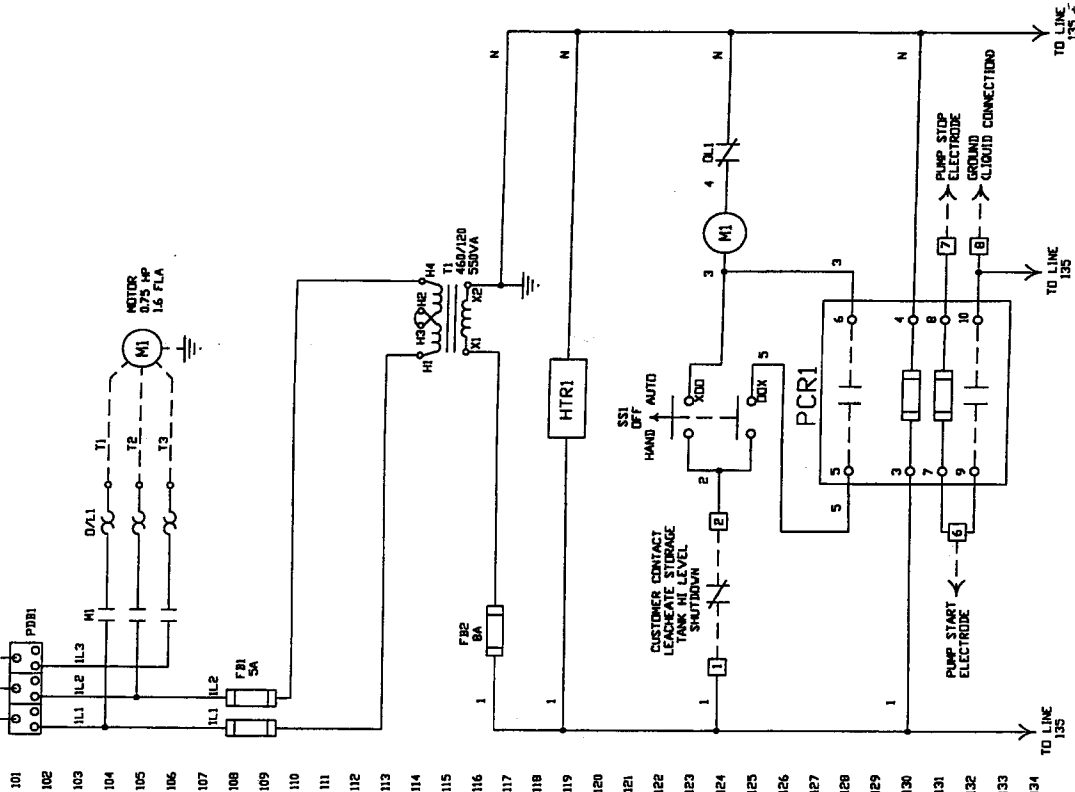 101
102
103
104
105
106
107
108
109
110
111
112
113
114
115
116
117
118
119
120
121
122
123
124
125
126
127
128
129
130
131
132
133
134
PDB1
1L1
1L2
1L3
M1
O/L1
T1
T2
T3
M1
MOTOR
0.75 HP
1.6 FLA
1L1
1L2
FB1
5A
H1
H3
H2
H4
T1
460/120
550VA
X1
X2
FB2
8A
1
N
1
HTR1
N
CUSTOMER CONTACT
LEACHEATE STORAGE
TANK HI LEVEL
SHUTDOWN
1
1
2
2
SS1
HAND OFF AUTO
XOO
OOX
3
M1
4
OL1
N
5
5
PCR1
5
6
3
1
3
4
N
7
8
9
10
6
PUMP START
ELECTRODE
7
PUMP STOP
ELECTRODE
8
GROUND
(LIQUID CONNECTION)
TO LINE
135
TO LINE
135
TO LINE
135